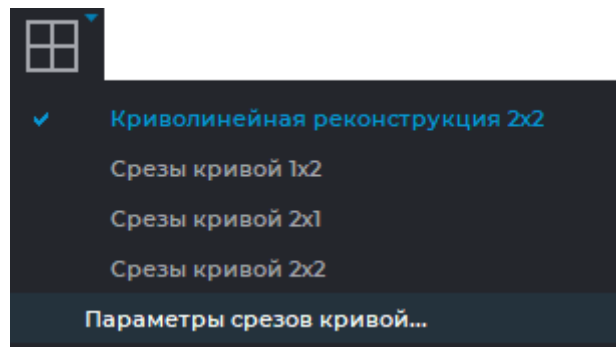 Криволинейная реконструкция 2x2
Срезы кривой 1x2
Срезы кривой 2x1
Срезы кривой 2x2
Параметры срезов кривой...